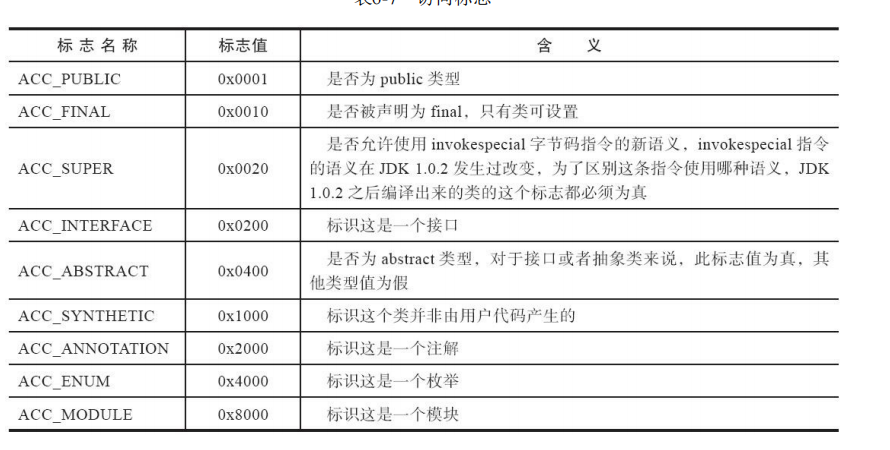 表6-7 访问标志
标志名称 标志值 含 义
ACC_PUBLIC 0x0001 是否为 public 类型
ACC_FINAL 0x0010 是否被声明为 final，只有类可设置
是否允许使用 invokespecial 字节码指令的新语义，invokespecial 指令
ACC_SUPER 0x0020 的语义在 JDK 1.0.2 发生过改变，为了区别这条指令使用哪种语义，JDK
1.0.2 之后编译出来的类的这个标志都必须为真
ACC_INTERFACE 0x0200 标识这是一个接口
ACC_ABSTRACT 0x0400 是否为 abstract 类型，对于接口或者抽象类来说，此标志值为真，其
他类型值为假
ACC_SYNTHETIC 0x1000 标识这个类并非由用户代码产生的
ACC_ANNOTATION 0x2000 标识这是一个注解
ACC_ENUM 0x4000 标识这是一个枚举
ACC_MODULE 0x8000 标识这是一个模块